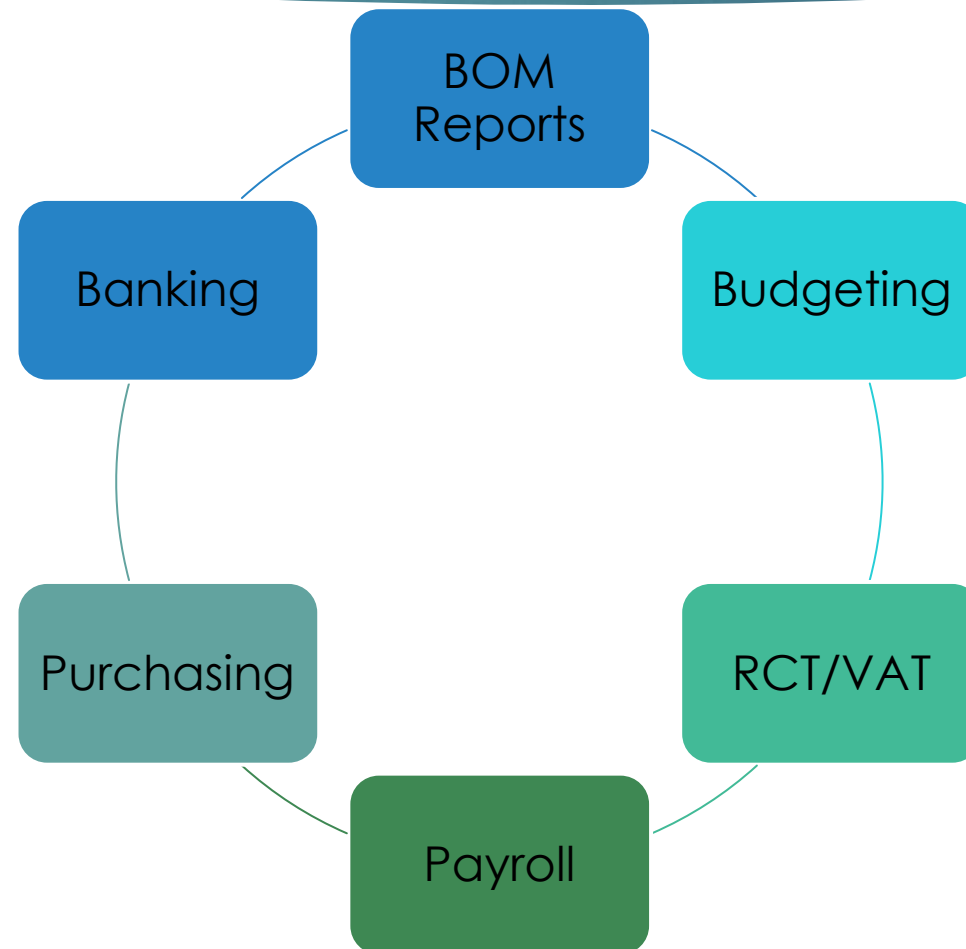 BOM
Reports
Budgeting
RCT/VAT
Payroll
Purchasing
Banking